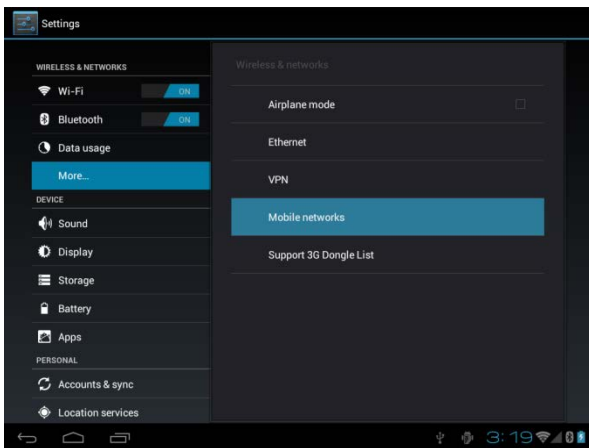 Settings
WIRELESS & NETWORKS
Wi-Fi ON
Bluetooth ON
Data usage
More...
DEVICE
Sound
Display
Storage
Battery
Apps
PERSONAL
Accounts & sync
Location services
Wireless & networks
Airplane mode
Ethernet
VPN
Mobile networks
Support 3G Dongle List
3:19